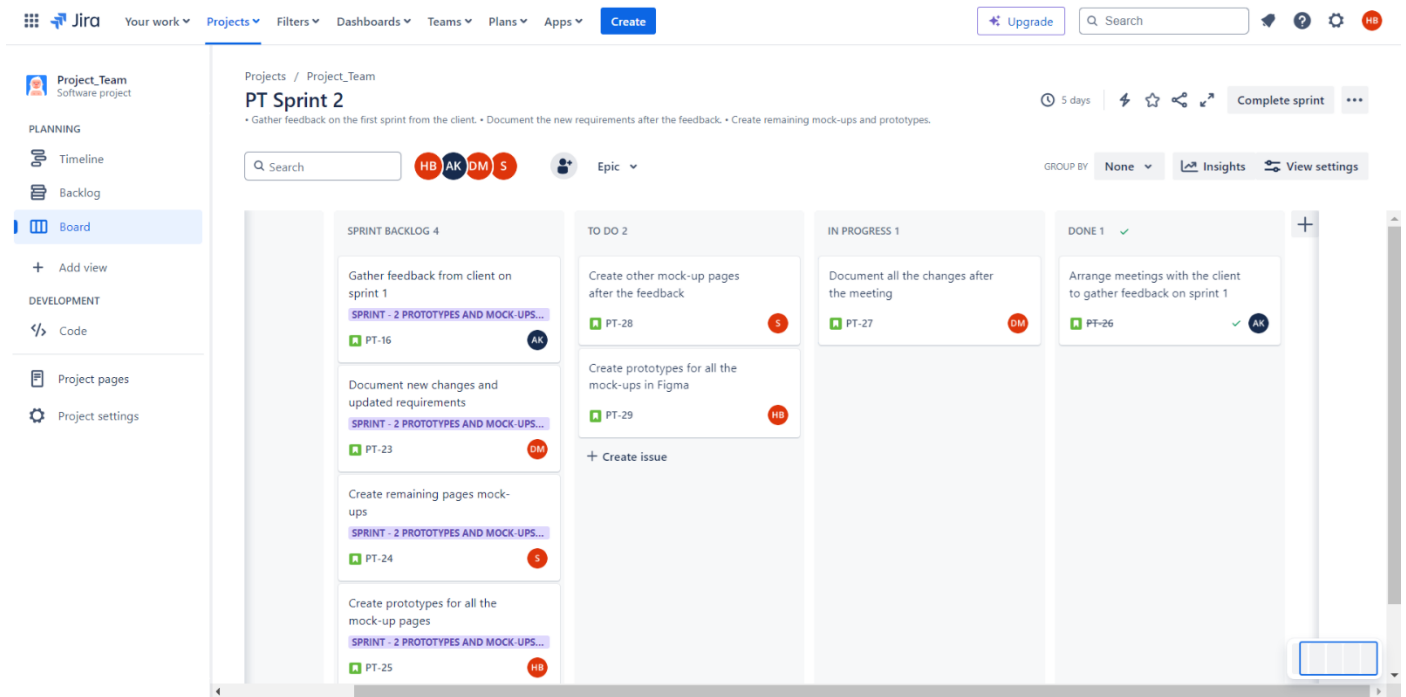 Jira Your work Projects Filters Dashboards Teams Plans Apps Create Upgrade Search HB
Project_Team
Software project
PLANNING
Timeline
Backlog
Board
Add view
DEVELOPMENT
Code
Project pages
Project settings
Projects / Project_Team
PT Sprint 2
5 days Complete sprint
• Gather feedback on the first sprint from the client. • Document the new requirements after the feedback. • Create remaining mock-ups and prototypes.
Search HB AK DM S Epic GROUP BY None Insights View settings
SPRINT BACKLOG 4
Gather feedback from client on
sprint 1
SPRINT - 2 PROTOTYPES AND MOCK-UPS...
PT-16 AK
Document new changes and
updated requirements
SPRINT - 2 PROTOTYPES AND MOCK-UPS...
PT-23 DM
Create remaining pages mock-
ups
SPRINT - 2 PROTOTYPES AND MOCK-UPS...
PT-24 S
Create prototypes for all the
mock-up pages
SPRINT - 2 PROTOTYPES AND MOCK-UPS...
PT-25 HB
TO DO 2
Create other mock-up pages
after the feedback
PT-28 S
Create prototypes for all the
mock-ups in Figma
PT-29 HB
+ Create issue
IN PROGRESS 1
Document all the changes after
the meeting
PT-27 DM
DONE 1
Arrange meetings with the client
to gather feedback on sprint 1
PT-26 AK